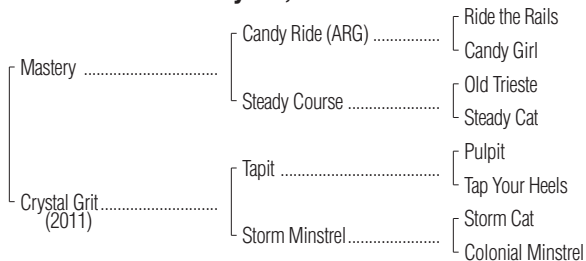 Ride the Rails
Candy Ride (ARG) ................
Candy Girl
Mastery ................................
Old Trieste
Steady Course ......................
Steady Cat
Pulpit
Tapit ......................................
Tap Your Heels
Crystal Grit............................
(2011)
Storm Cat
Storm Minstrel......................
Colonial Minstrel